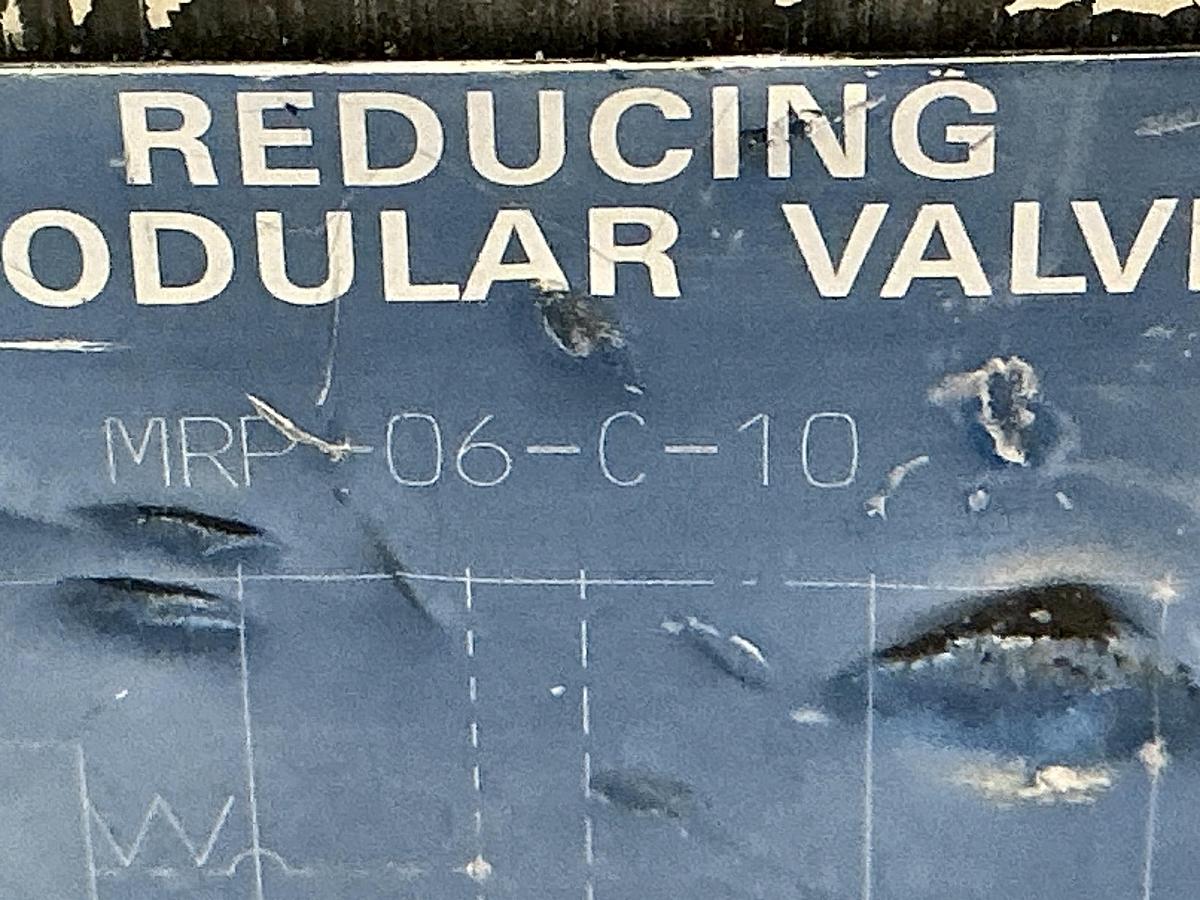 REDUCING
ODULAR VALV
MRP-06-C-10